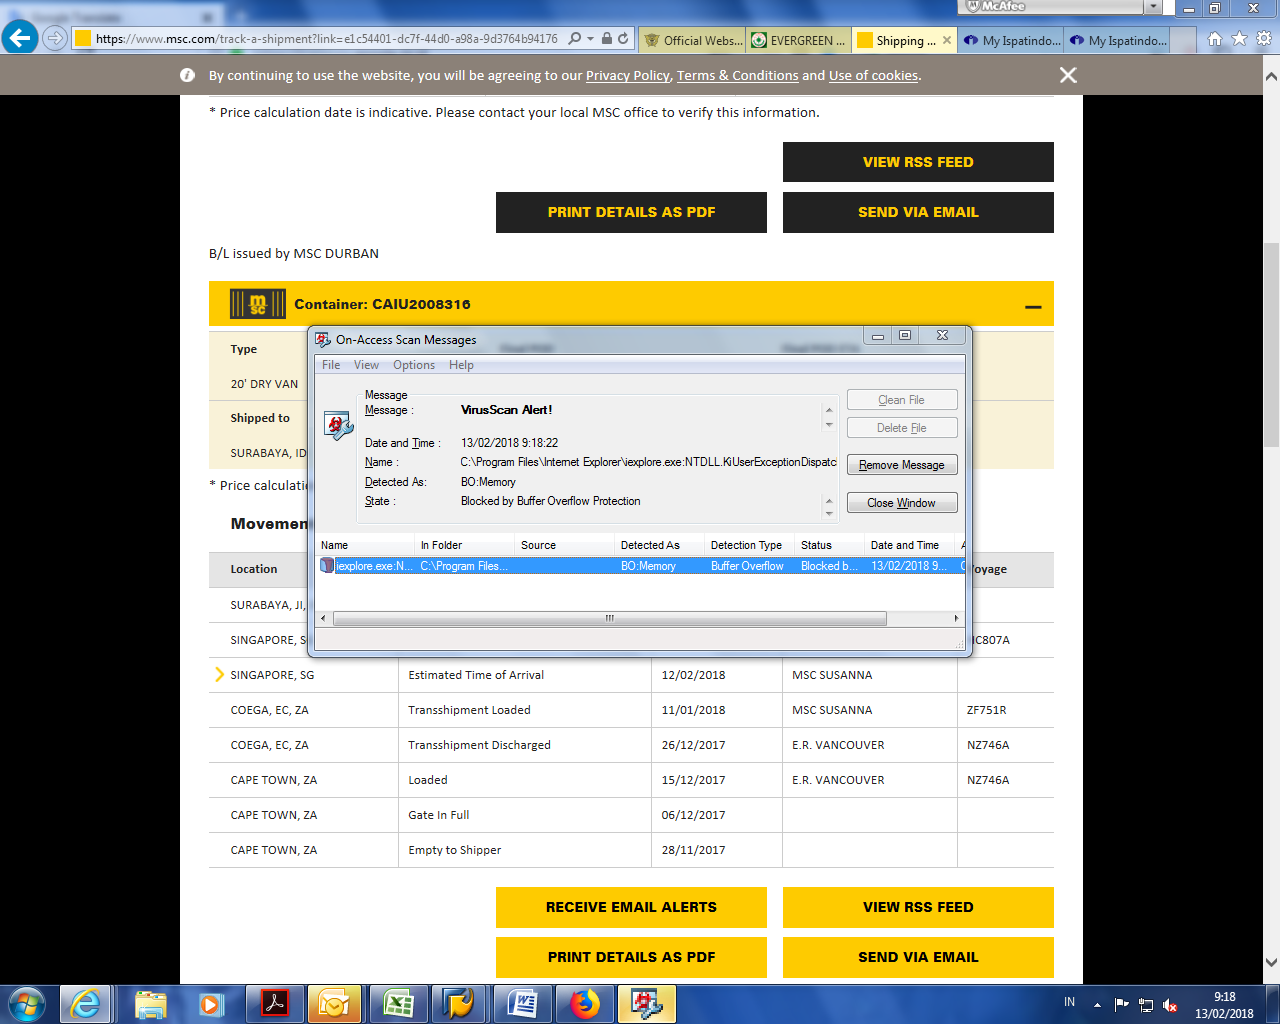 McAfee
https://www.msc.com/track-a-shipment?link=e1c54401-dc7f-44d0-a98a-9d3764b94176
Official Webs...
EVERGREEN ...
Shipping ...
My Ispatindo...
My Ispatindo...
By continuing to use the website, you will be agreeing to our Privacy Policy, Terms & Conditions and Use of cookies.
* Price calculation date is indicative. Please contact your local MSC office to verify this information.
VIEW RSS FEED
PRINT DETAILS AS PDF SEND VIA EMAIL
B/L issued by MSC DURBAN
msc Container: CAIU2008316
Type
20' DRY VAN
Shipped to
SURABAYA, ID
* Price calculati
Movemen
Location
Voyage
SURABAYA, JI,
SINGAPORE, S
C807A
On-Access Scan Messages
File View Options Help
Message
Message : VirusScan Alert!
Date and Time : 13/02/2018 9:18:22
Name : C:\Program Files\Internet Explorer\iexplore.exe:NTDLL.KiUserExceptionDispatc
Detected As: BO:Memory
State : Blocked by Buffer Overflow Protection
Clean File
Delete File
Remove Message
Close Window
Name In Folder Source Detected As Detection Type Status Date and Time
iexplore.exe:N... C:\Program Files... BO:Memory Buffer Overflow Blocked b... 13/02/2018 9...
SINGAPORE, SG Estimated Time of Arrival 12/02/2018 MSC SUSANNA
COEGA, EC, ZA Transshipment Loaded 11/01/2018 MSC SUSANNA ZF751R
COEGA, EC, ZA Transshipment Discharged 26/12/2017 E.R. VANCOUVER NZ746A
CAPE TOWN, ZA Loaded 15/12/2017 E.R. VANCOUVER NZ746A
CAPE TOWN, ZA Gate In Full 06/12/2017
CAPE TOWN, ZA Empty to Shipper 28/11/2017
RECEIVE EMAIL ALERTS VIEW RSS FEED
PRINT DETAILS AS PDF SEND VIA EMAIL
IN
9:18
13/02/2018